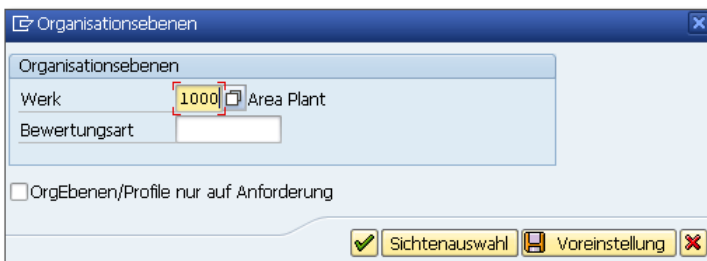 Organisationsebenen
Organisationsebenen
Werk 1000 Area Plant
Bewertungsart
OrgEbenen/Profile nur auf Anforderung
Sichtenauswahl Voreinstellung